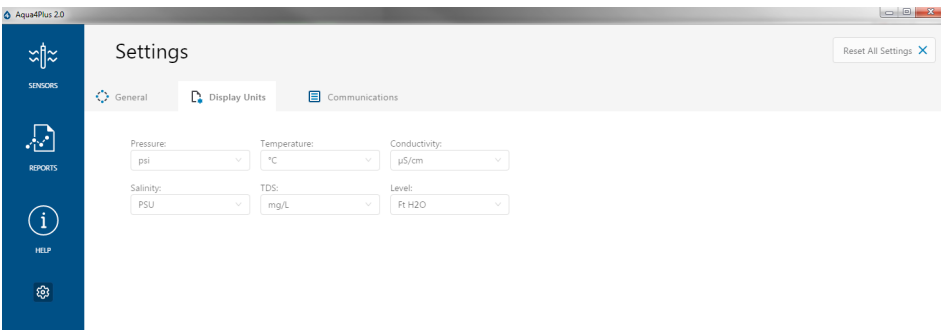 Aqua4Plus 2.0
Settings
Reset All Settings
SENSORS
General
Display Units
Communications
REPORTS
HELP
Pressure:
Temperature:
Conductivity:
psi
°C
µS/cm
Salinity:
TDS:
Level:
PSU
mg/L
Ft H2O